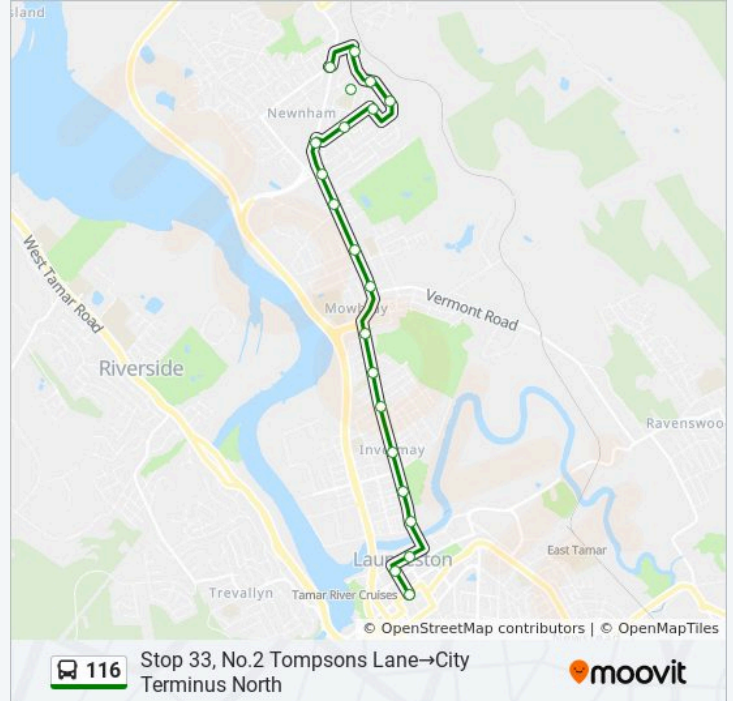 sland
Newnham
West Tamar Road
Mowbray
Vermont Road
Riverside
Ravenswoo
Invermay
East Tamar
Launceston
Trevallyn
Tamar River Cruises
© OpenStreetMap contributors | © OpenMapTiles
116
Stop 33, No.2 Tompsons Lane→City
Terminus North
moovit